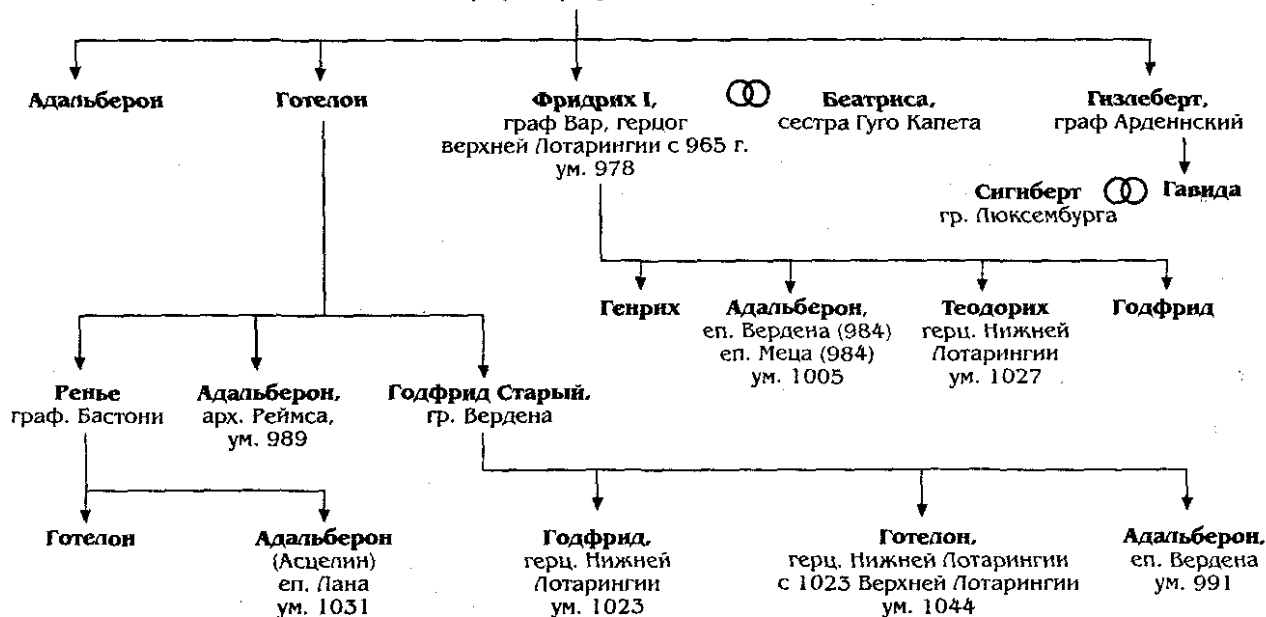 Адальберон
Готелон
Фридрих I,
граф Вар, герцог
верхней Лотарингии с 965 г.
ум. 978
Беатриса,
сестра Гуго Капета
Гизлеберт,
граф Арденнский
Сигиберт
гр. Люксембурга
Гавида
Генрих
Адальберон,
еп. Вердена (984)
еп. Меца (984)
ум. 1005
Теодорих
герц. Нижней
Лотарингии
ум. 1027
Годфрид
Ренье
граф. Бастони
Адальберон,
арх. Реймса,
ум. 989
Годфрид Старый,
гр. Вердена
Готелон
Адальберон
(Асцелин)
еп. Лана
ум. 1031
Годфрид,
герц. Нижней
Лотарингии
ум. 1023
Готелон,
герц. Нижней Лотарингии
с 1023 Верхней Лотарингии
ум. 1044
Адальберон,
еп. Вердена
ум. 991